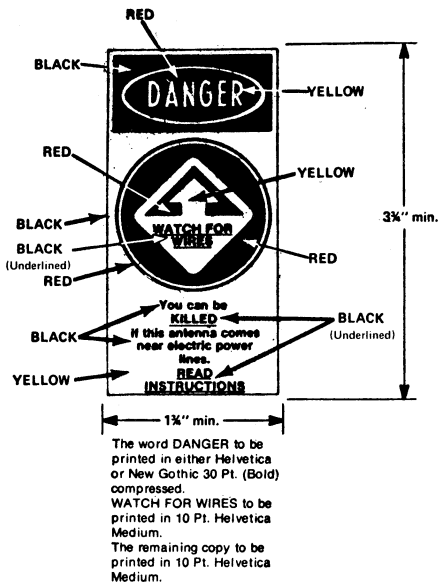 RED
BLACK
DANGER
YELLOW
RED
YELLOW
BLACK
WATCH FOR
WIRES
BLACK
(Underlined)
RED
RED
3¾" min.
You can be
KILLED
if this antenna comes
near electric power
lines.
READ
INSTRUCTIONS
BLACK
BLACK
(Underlined)
YELLOW
1¾" min.
The word DANGER to be
printed in either Helvetica
or New Gothic 30 Pt. (Bold)
compressed.
WATCH FOR WIRES to be
printed in 10 Pt. Helvetica
Medium.
The remaining copy to be
printed in 10 Pt. Helvetica
Medium.